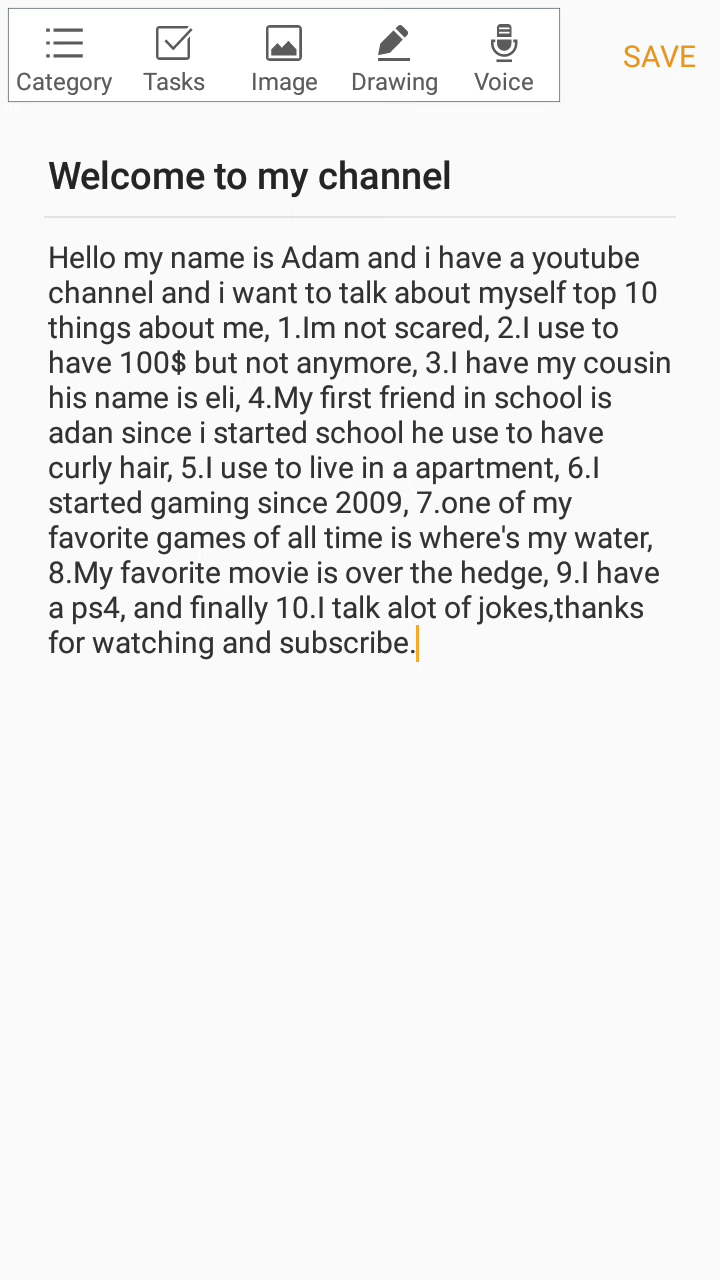 Category Tasks Image Drawing Voice SAVE
Welcome to my channel
Hello my name is Adam and i have a youtube
channel and i want to talk about myself top 10
things about me, 1.Im not scared, 2.I use to
have 100$ but not anymore, 3.I have my cousin
his name is eli, 4.My first friend in school is
adan since i started school he use to have
curly hair, 5.I use to live in a apartment, 6.I
started gaming since 2009, 7.one of my
favorite games of all time is where's my water,
8.My favorite movie is over the hedge, 9.I have
a ps4, and finally 10.I talk alot of jokes,thanks
for watching and subscribe.